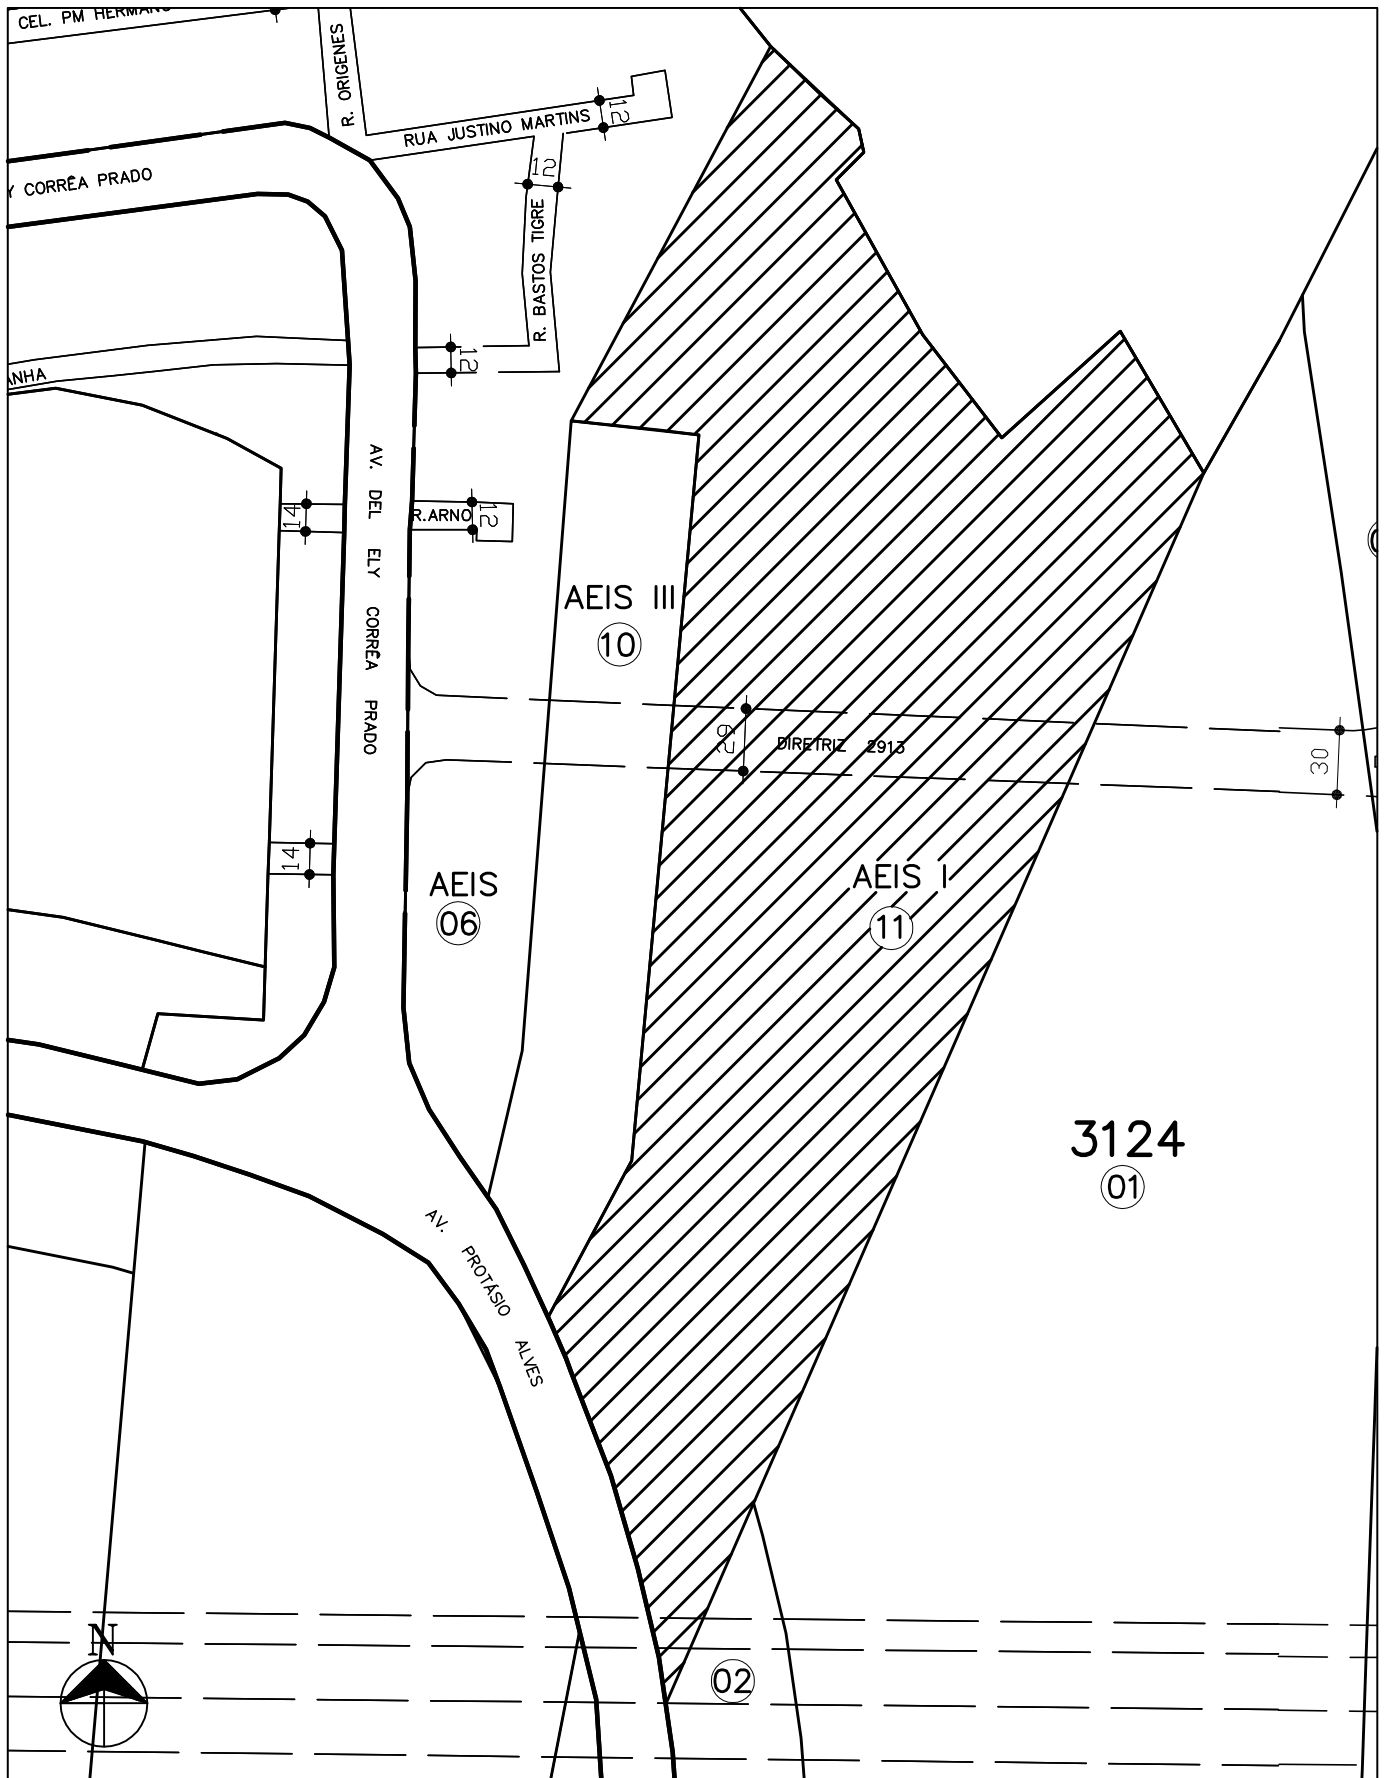 CEL. PM HERMANO
R. ORIGENES
RUA JUSTINO MARTINS
12
12
Y CORRÊA PRADO
R. BASTOS TIGRE
12
ANHA
AV. DEL ELY CORRÊA PRADO
14
R.ARNO
12
AEIS III
10
62
DIRETRIZ 2913
30
14
AEIS
06
AEIS I
11
3124
01
AV. PROTÁSIO ALVES
N
02